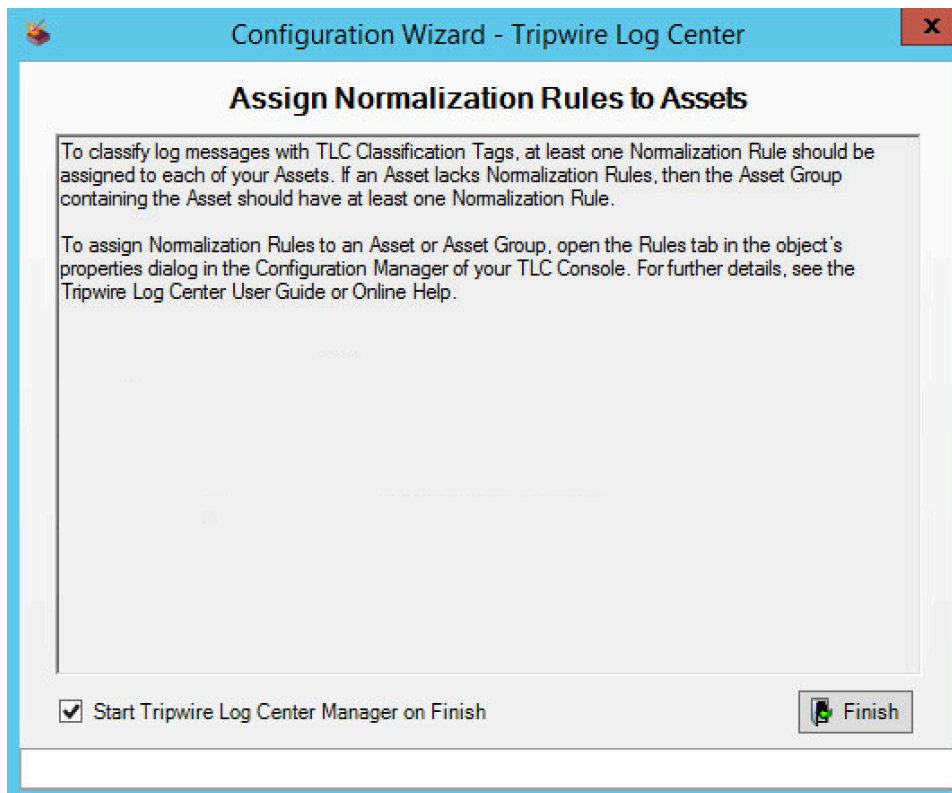 Configuration Wizard - Tripwire Log Center
x
Assign Normalization Rules to Assets
To classify log messages with TLC Classification Tags, at least one Normalization Rule should be
assigned to each of your Assets. If an Asset lacks Normalization Rules, then the Asset Group
containing the Asset should have at least one Normalization Rule.
To assign Normalization Rules to an Asset or Asset Group, open the Rules tab in the object's
properties dialog in the Configuration Manager of your TLC Console. For further details, see the
Tripwire Log Center User Guide or Online Help.
Start Tripwire Log Center Manager on Finish
Finish